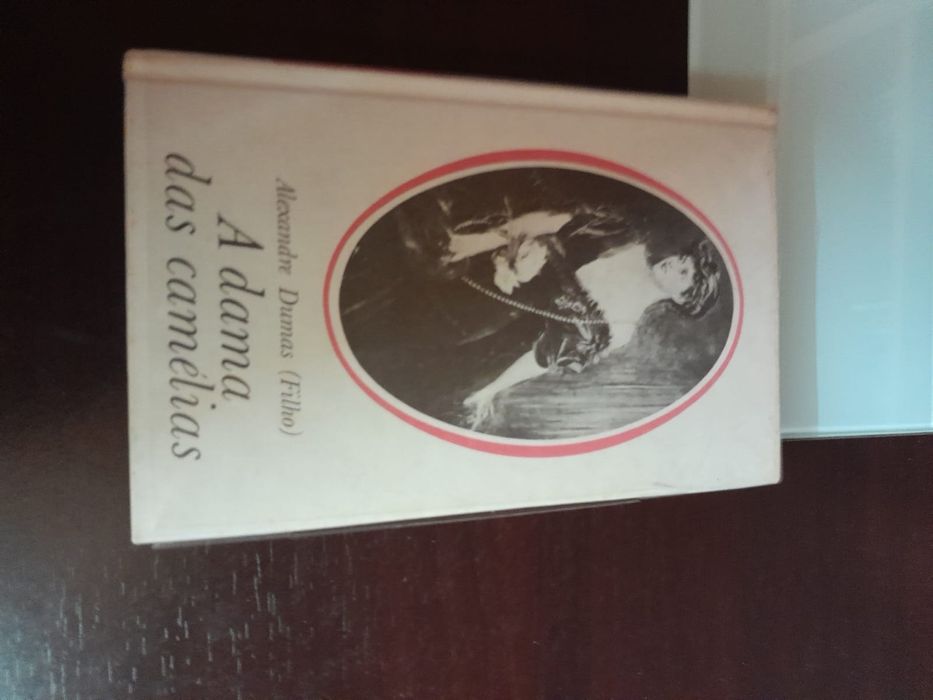 Alexandre Dumas (Filho)
A dama
das camélias